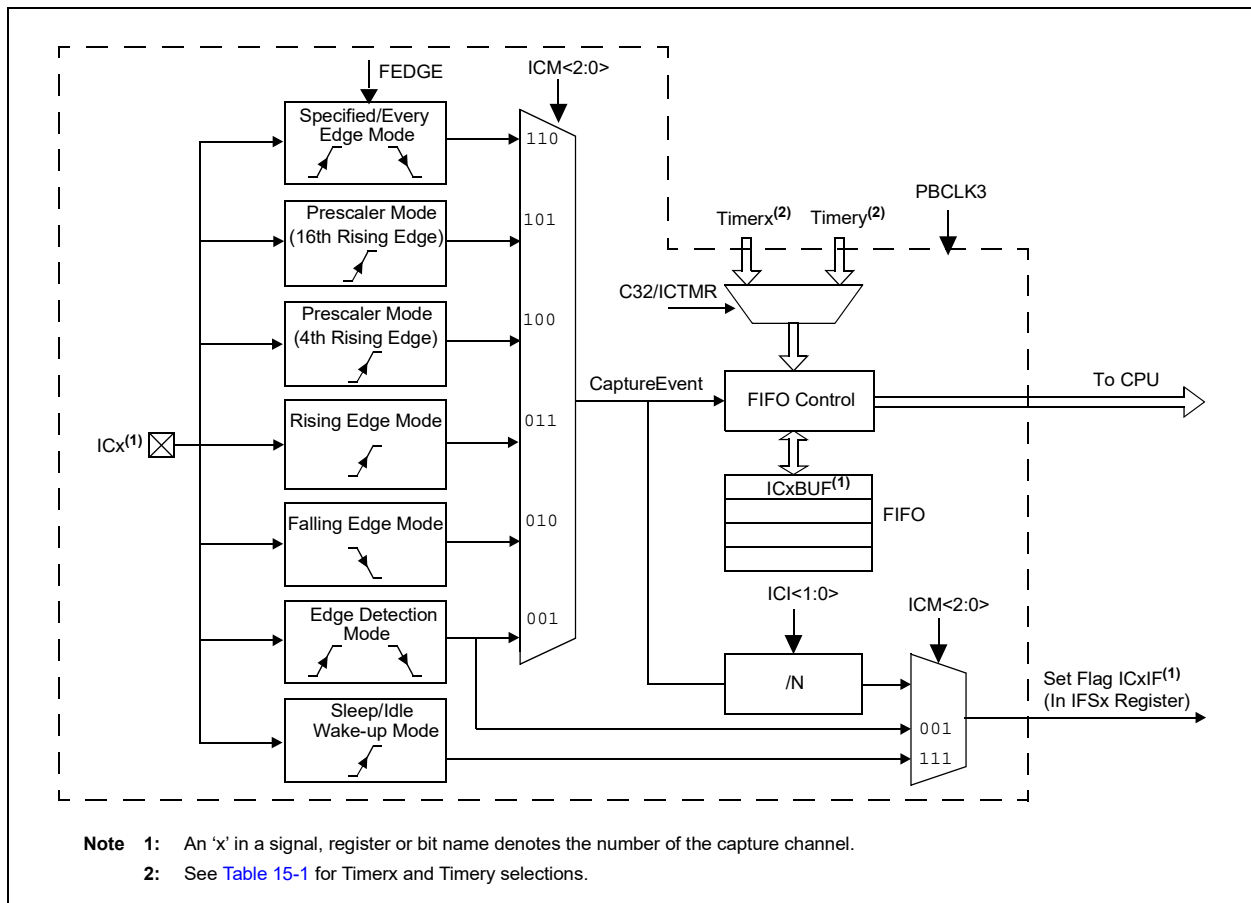 FEDGE
ICM<2:0>
Specified/Every
Edge Mode
110
PBCLK3
Prescaler Mode
(16th Rising Edge)
101
Timerx(2)
Timery(2)
C32/ICTMR
Prescaler Mode
(4th Rising Edge)
100
CaptureEvent
FIFO Control
To CPU
Rising Edge Mode
011
ICx(1)
ICxBUF(1)
FIFO
Falling Edge Mode
010
ICI<1:0>
ICM<2:0>
Edge Detection
Mode
001
/N
Set Flag ICxIF(1)
(In IFSx Register)
Sleep/Idle
Wake-up Mode
001
111
Note 1: An ‘x’ in a signal, register or bit name denotes the number of the capture channel.
2: See Table 15-1 for Timerx and Timery selections.